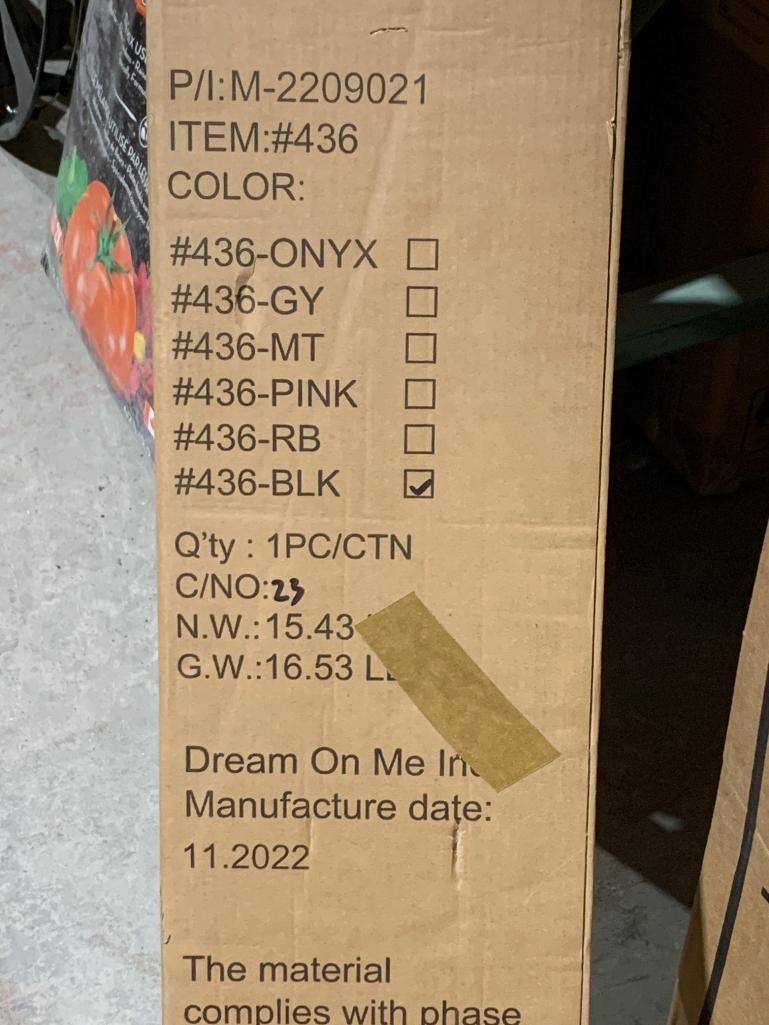 P/I:M-2209021
ITEM:#436
COLOR:
#436-ONYX ☐
#436-GY ☐
#436-MT ☐
#436-PINK ☐
#436-RB ☐
#436-BLK ☑
Q'ty : 1PC/CTN
C/NO:23
N.W.:15.43
G.W.:16.53
Dream On Me
Manufacture date:
11.2022
The material
complies with phase